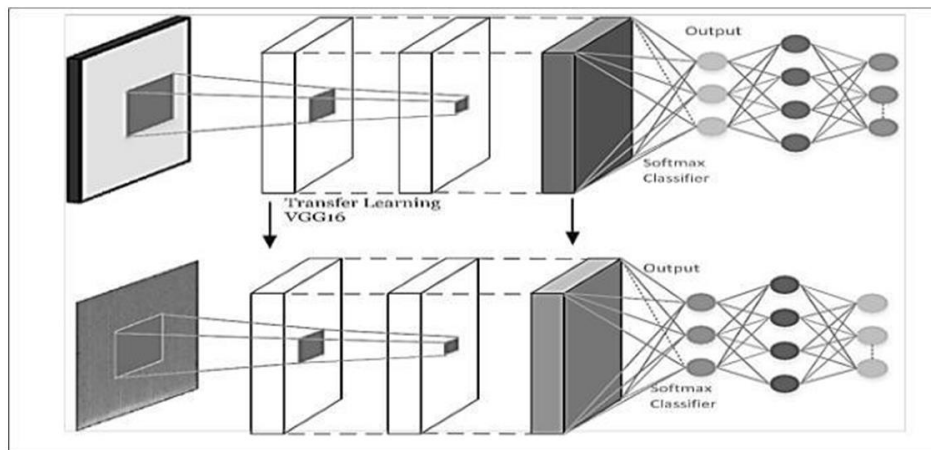 Output
Softmax
Classifier
Transfer Learning
VGG16
Output
Softmax
Classifier